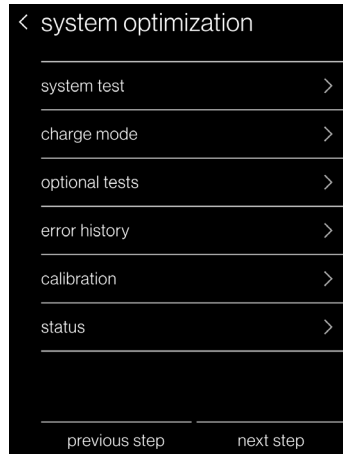 system optimization
system test
charge mode
optional tests
error history
calibration
status
previous step next step